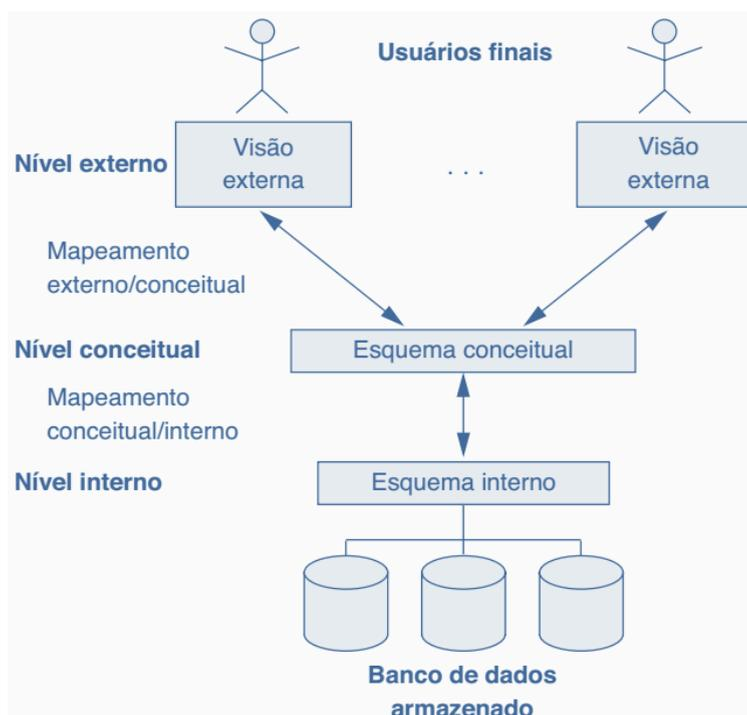 Usuários finais
Visão
externa
Nível externo
. . .
Visão
externa
Mapeamento
externo/conceitual
Nível conceitual
Esquema conceitual
Mapeamento
conceitual/interno
Nível interno
Esquema interno
Banco de dados
armazenado